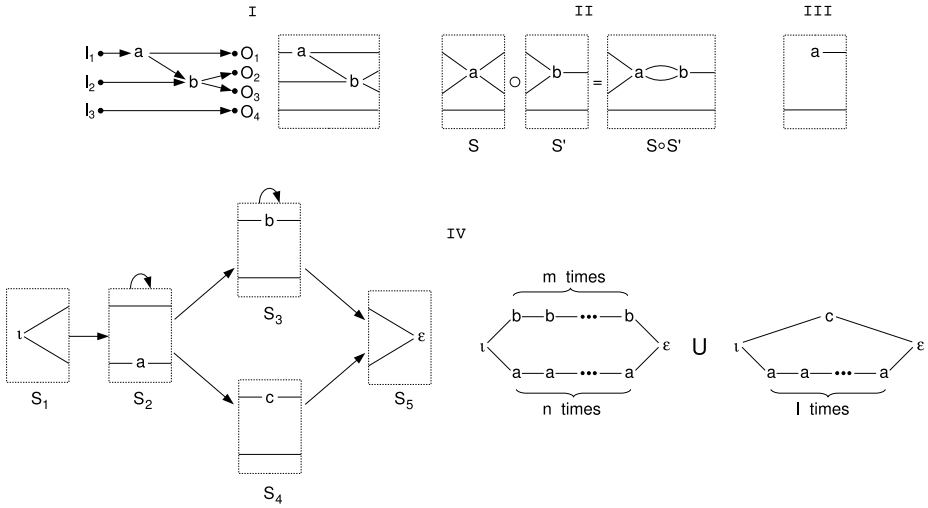 I II III
I₁ a O₁
I₂ b O₂
O₃
I₃ O₄
a b
a ∘ b = a b
a
S S' S∘S'
IV
b
S₃
ι
S₁
a
S₂
c
S₄
ε
S₅
m times
b b ••• b
ι ε
a a ••• a
n times
U
c
ι ε
a a ••• a
l times